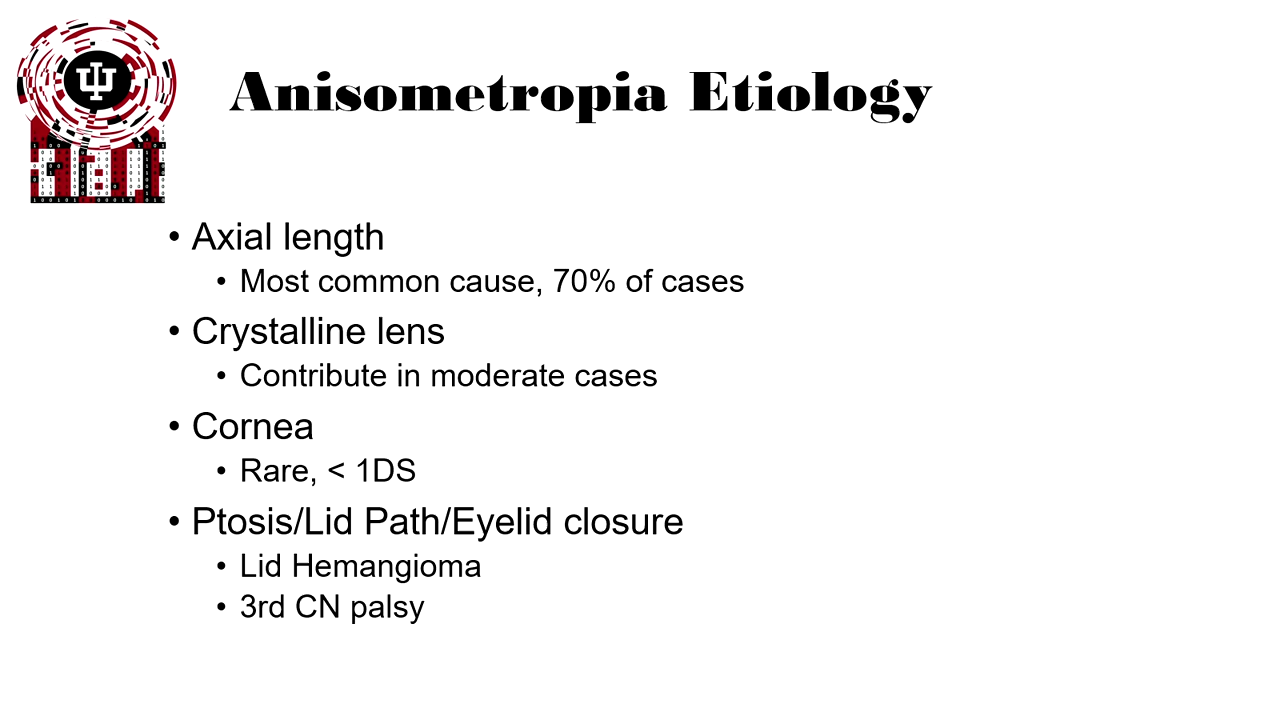 Anisometropia Etiology
• Axial length
• Most common cause, 70% of cases
• Crystalline lens
• Contribute in moderate cases
• Cornea
• Rare, < 1DS
• Ptosis/Lid Path/Eyelid closure
• Lid Hemangioma
• 3rd CN palsy